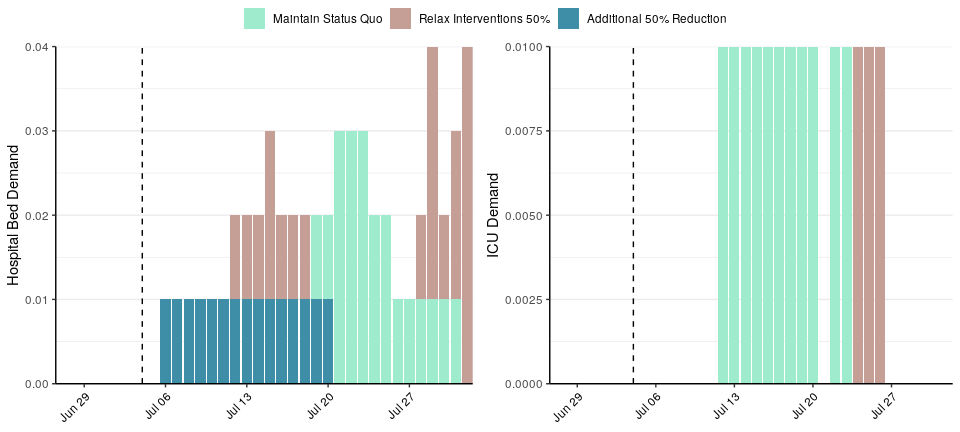 Maintain Status Quo Relax Interventions 50% Additional 50% Reduction
Hospital Bed Demand
0.04
0.03
0.02
0.01
0.00
Jun 29 Jul 06 Jul 13 Jul 20 Jul 27
ICU Demand
0.0100
0.0075
0.0050
0.0025
0.0000
Jun 29 Jul 06 Jul 13 Jul 20 Jul 27